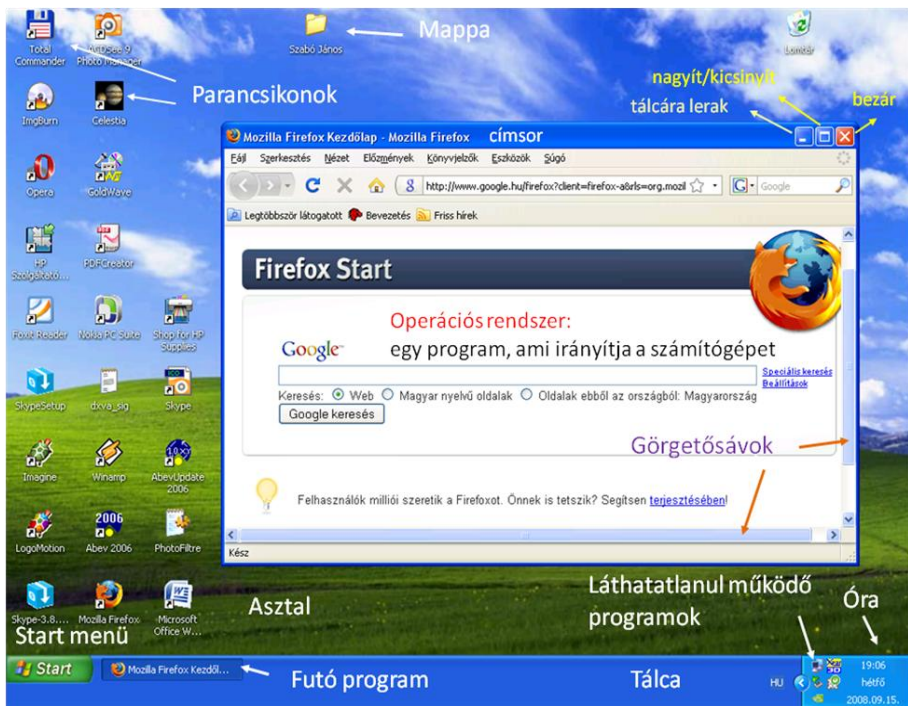 Mappa
Total Commander
ACDSee 9 Photo Manager
Szabó János
Lomtár
nagyít/kicsinyít
Parancsikonok
tálcára lerak
bezár
ImgBurn
Celestia
Mozilla Firefox Kezdőlap - Mozilla Firefox
címsor
Fájl Szerkesztés Nézet Előzmények Könyvjelzők Eszközök Súgó
Opera
GoldWave
http://www.google.hu/firefox?client=firefox-a&rls=org.mozil
Google
Legtöbbször látogatott Bevezetés Friss hírek
HP Szolgáltató...
PDFCreator
Firefox Start
Foxit Reader
Nokia PC Suite
Shop for HP Supplies
Operációs rendszer:
Google
egy program, ami irányítja a számítógépet
Speciális keresés
Beállítások
SkypeSetup
dxva_sig
Skype
Keresés: Web Magyar nyelvű oldalak Oldalak ebből az országból: Magyarország
Google keresés
Görgetősávok
Imagine
Winamp
AbevUpdate 2006
Felhasználók milliói szeretik a Firefoxot. Önnek is tetszik? Segítsen terjesztésében!
2006
LogoMotion
Abev 2006
PhotoFiltre
Kész
Láthatatlanul működő
programok
Óra
Asztal
Skype-3.8....
Mozilla Firefox
Microsoft Office W...
Start menü
Start
Mozilla Firefox Kezdől...
Futó program
Tálca
HU
19:06
hétfő
2008.09.15.